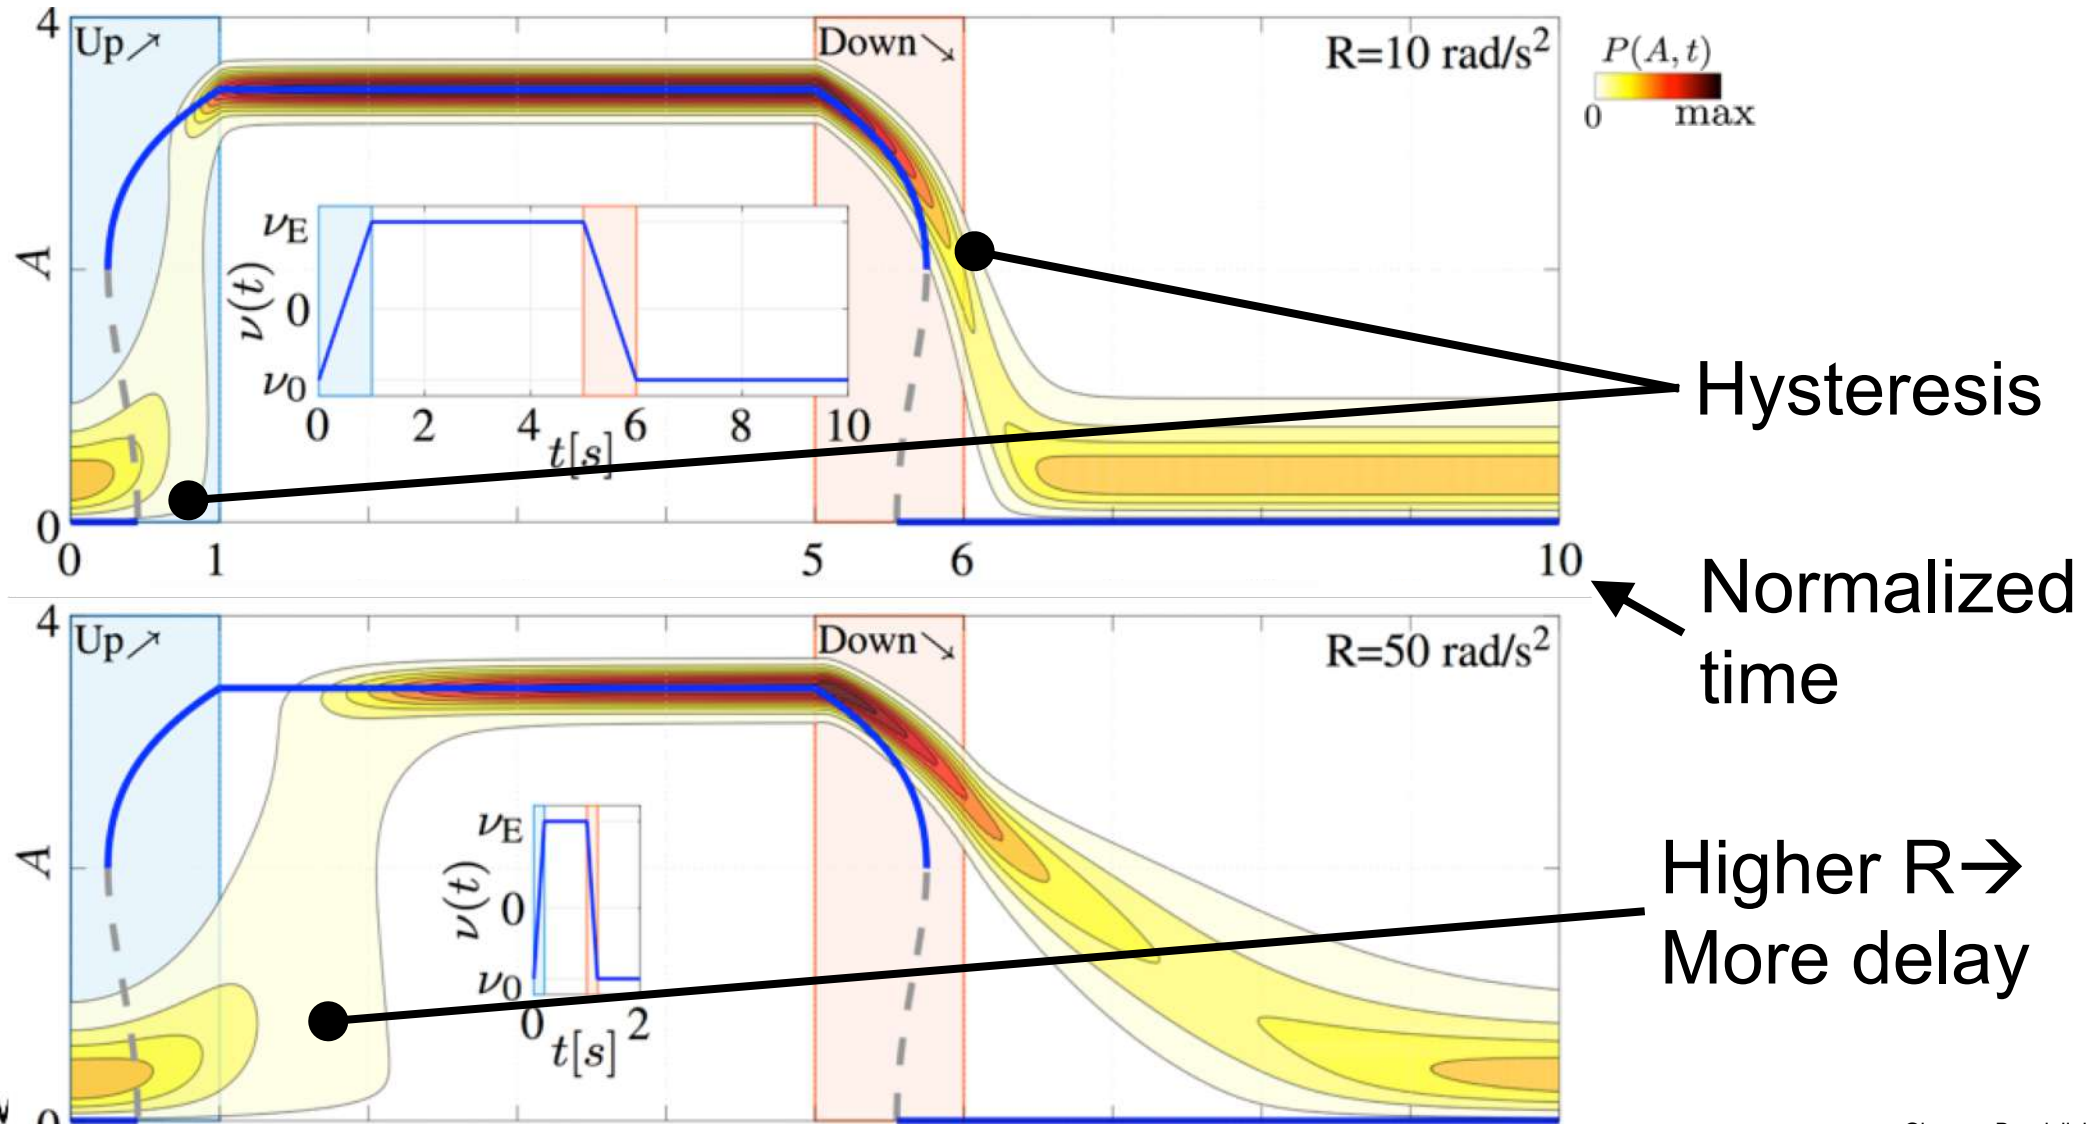 4
Up↗
Down↘
R=10 rad/s²
P(A, t)
0
max
A
ν(t)
νE
0
ν0
0 2 4 6 8 10
t[s]
Hysteresis
0
0 1 5 6 10
Normalized
time
4
Up↗
Down↘
R=50 rad/s²
A
ν(t)
νE
0
ν0
0 2
t[s]
Higher R→
More delay
0